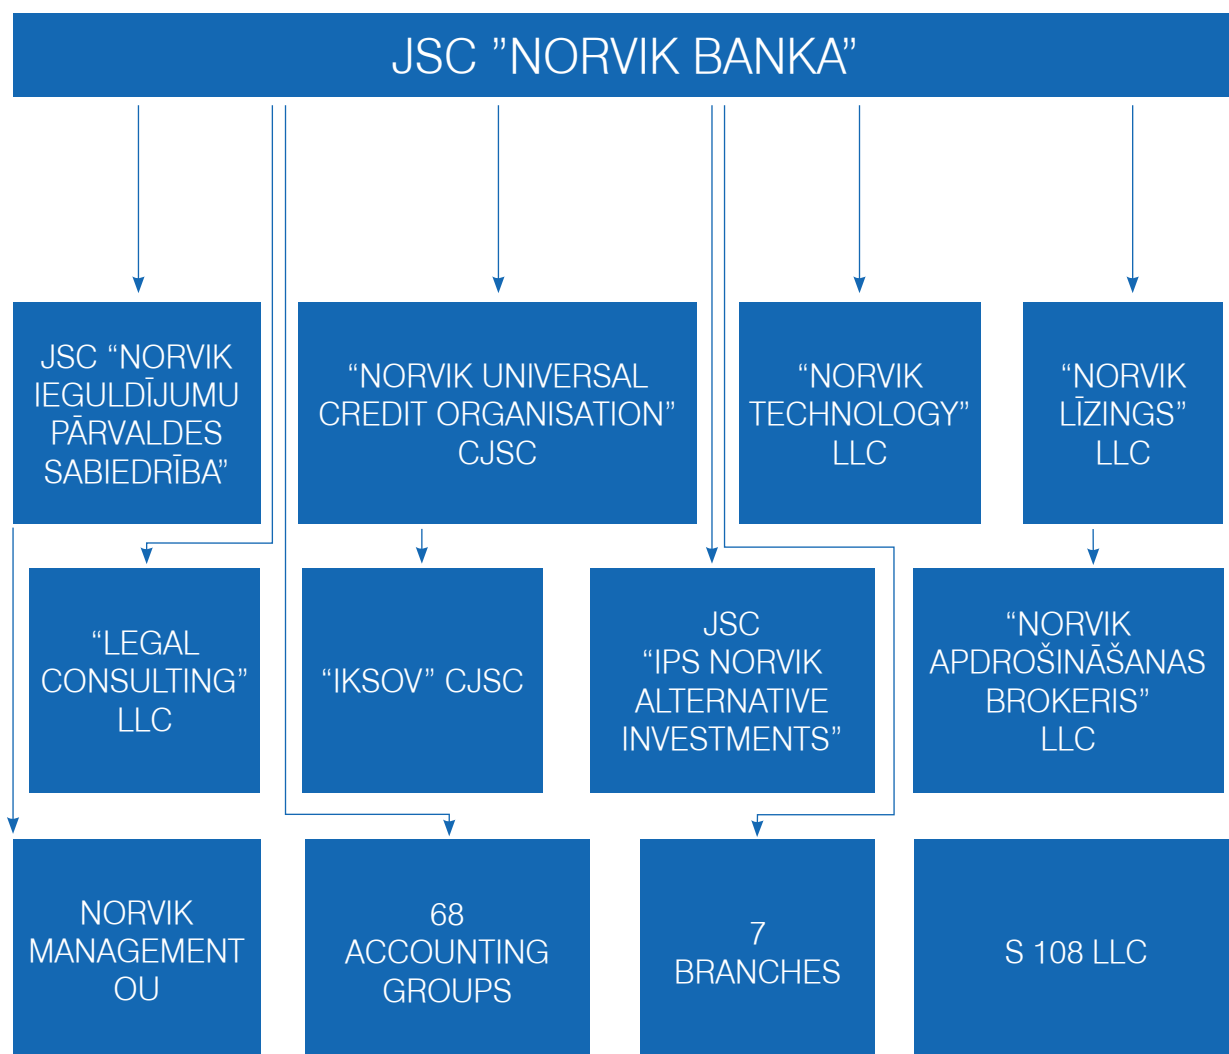 JSC ”NORVIK BANKA”
JSC “NORVIK
IEGULDĪJUMU
PĀRVALDES
SABIEDRĪBA”
“NORVIK UNIVERSAL
CREDIT ORGANISATION”
CJSC
“NORVIK
TECHNOLOGY”
LLC
“NORVIK
LĪZINGS”
LLC
“LEGAL
CONSULTING”
LLC
“IKSOV” CJSC
JSC
“IPS NORVIK
ALTERNATIVE
INVESTMENTS”
“NORVIK
APDROŠINĀŠANAS
BROKERIS”
LLC
NORVIK
MANAGEMENT
OU
68
ACCOUNTING
GROUPS
7
BRANCHES
S 108 LLC